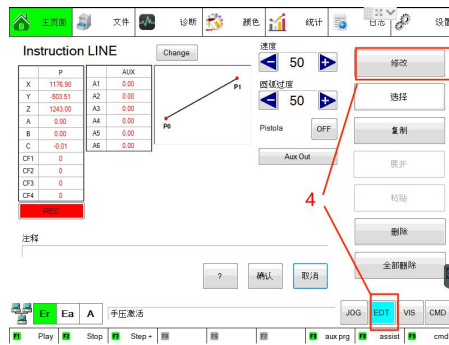 主页面 文件 诊断 颜色 统计 日志 设置
Instruction LINE
Change
速度
50
修改
P
AUX
X 1176.90 A1 0.00
Y -503.51 A2 0.00
Z 1243.00 A3 0.00
A 0.00 A4 0.00
B 0.00 A5 0.00
C -0.01 A6 0.00
CF1 0
CF2 0
CF3 0
CF4 0
REC
P1
P0
圆弧过度
50
Pistola OFF
Aux Out
选择
复制
展开
粘贴
删除
全部删除
4
注释
? 确认 取消
Er Ea A 手压激活 JOG EDT VIS CMD
F1 Play F2 Stop F3 Step+ F4 F5 F7 aux prg assist cmd